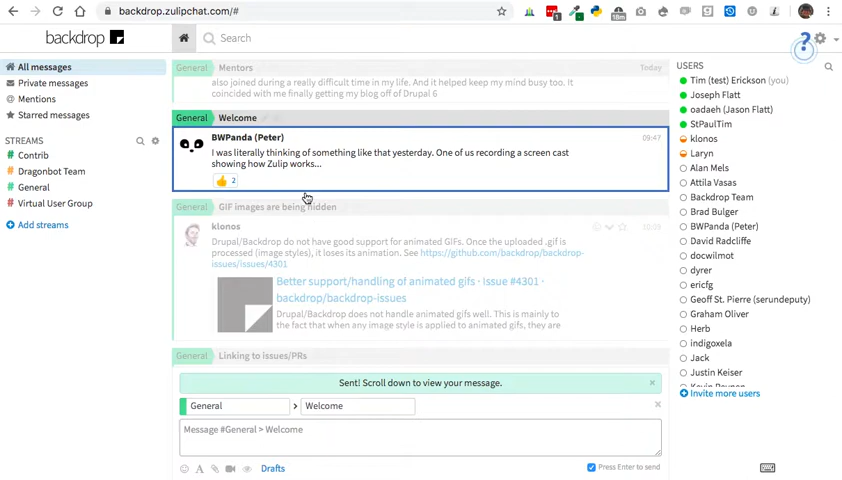 backdrop.zulipchat.com/#
18m
backdrop
Search
?
All messages
Private messages
Mentions
Starred messages
STREAMS
# Contrib
# Dragonbot Team
# General
# Virtual User Group
Add streams
General Mentors Today
also joined during a really difficult time in my life. And it helped keep my mind busy too. It
coincided with me finally getting my blog off of Drupal 6
General Welcome
BWPanda (Peter) 09:47
I was literally thinking of something like that yesterday. One of us recording a screen cast
showing how Zulip works...
2
General GIF images are being hidden
klonos 10:09
Drupal/Backdrop do not have good support for animated GIFs. Once the uploaded .gif is
processed (image styles), it loses its animation. See https://github.com/backdrop/backdrop-
issues/issues/4301
Better support/handling of animated gifs · Issue #4301 ·
backdrop/backdrop-issues
Drupal/Backdrop does not handle animated gifs well. This is mainly to
the fact that when any image style is applied to animated gifs, they are
General Linking to issues/PRs
Sent! Scroll down to view your message. ×
General > Welcome ×
Message #General > Welcome
Drafts
Press Enter to send
USERS
Tim (test) Erickson (you)
Joseph Flatt
oadaeh (Jason Flatt)
StPaulTim
klonos
Laryn
Alan Mels
Attila Vasas
Backdrop Team
Brad Bulger
BWPanda (Peter)
David Radcliffe
docwilmot
dyrer
ericfg
Geoff St. Pierre (serundeputy)
Graham Oliver
Herb
indigoxela
Jack
Justin Keiser
Invite more users